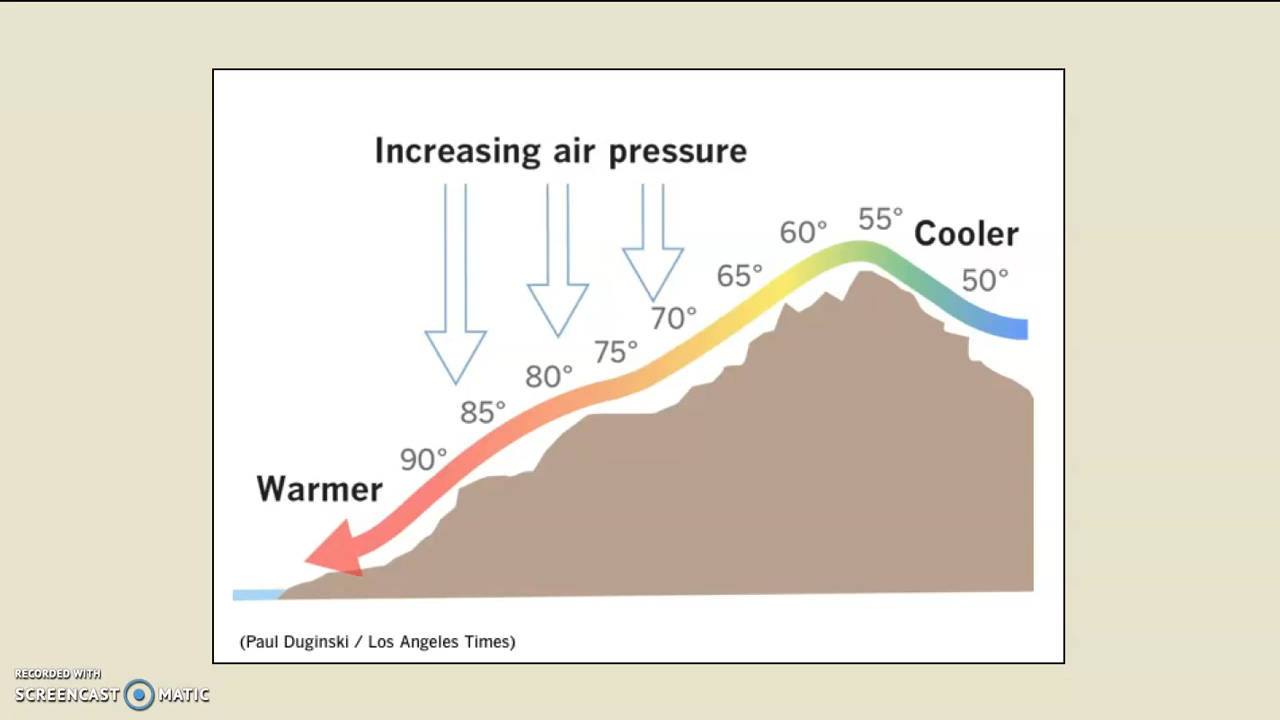 Increasing air pressure
55°
60°
Cooler
65°
50°
70°
75°
80°
85°
90°
Warmer
(Paul Duginski / Los Angeles Times)
RECORDED WITH
SCREENCAST MATIC